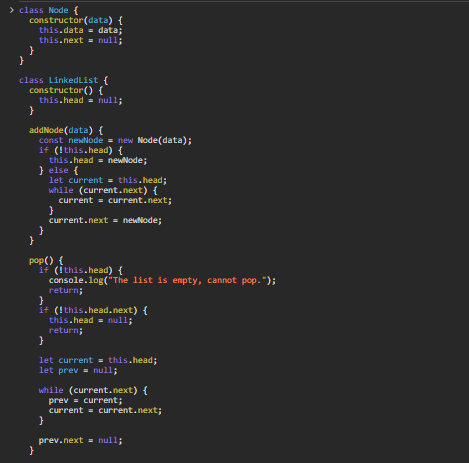 class Node {
  constructor(data) {
    this.data = data;
    this.next = null;
  }
}

class LinkedList {
  constructor() {
    this.head = null;
  }

  addNode(data) {
    const newNode = new Node(data);
    if (!this.head) {
      this.head = newNode;
    } else {
      let current = this.head;
      while (current.next) {
        current = current.next;
      }
      current.next = newNode;
    }
  }

  pop() {
    if (!this.head) {
      console.log("The list is empty, cannot pop.");
      return;
    }
    if (!this.head.next) {
      this.head = null;
      return;
    }

    let current = this.head;
    let prev = null;

    while (current.next) {
      prev = current;
      current = current.next;
    }

    prev.next = null;
  }